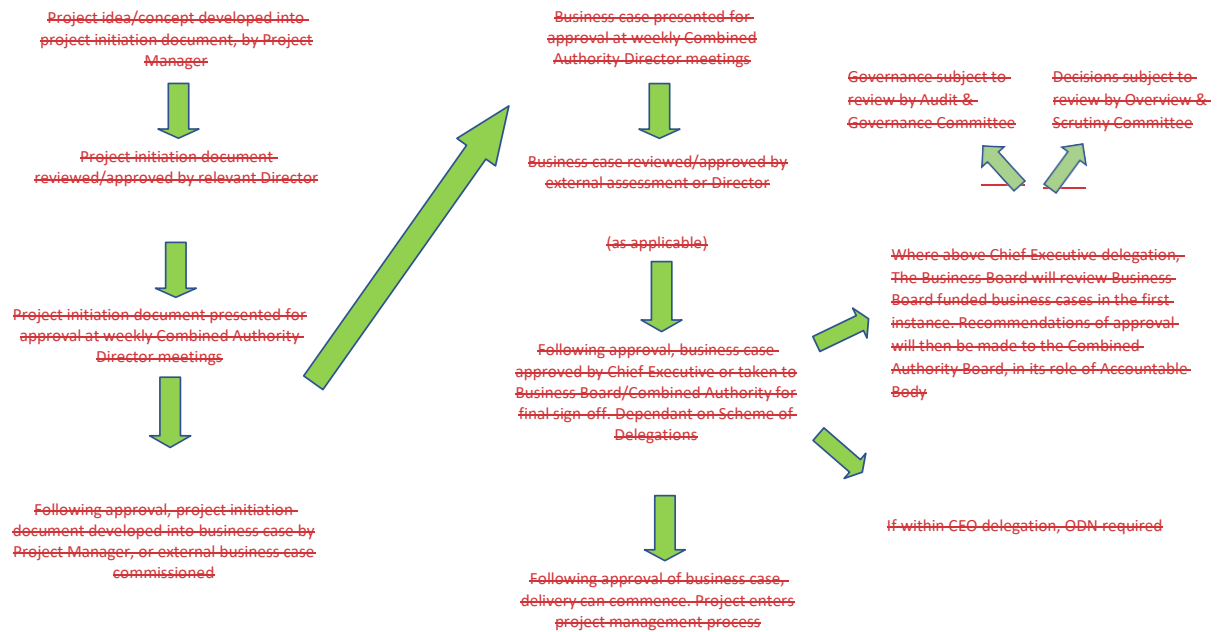 Project idea/concept developed into
project initiation document, by Project
Manager
Project initiation document
reviewed/approved by relevant Director
Project initiation document presented for
approval at weekly Combined Authority
Director meetings
Following approval, project initiation
document developed into business case by
Project Manager, or external business case
commissioned
Business case presented for
approval at weekly Combined
Authority Director meetings
Business case reviewed/approved by
external assessment or Director
(as applicable)
Following approval, business case
approved by Chief Executive or taken to
Business Board/Combined Authority for
final sign-off. Dependant on Scheme of
Delegations
Following approval of business case,
delivery can commence. Project enters
project management process
Governance subject to
review by Audit &
Governance Committee
Decisions subject to
review by Overview &
Scrutiny Committee
Where above Chief Executive delegation,
The Business Board will review Business
Board funded business cases in the first
instance. Recommendations of approval
will then be made to the Combined
Authority Board, in its role of Accountable
Body
If within CEO delegation, ODN required